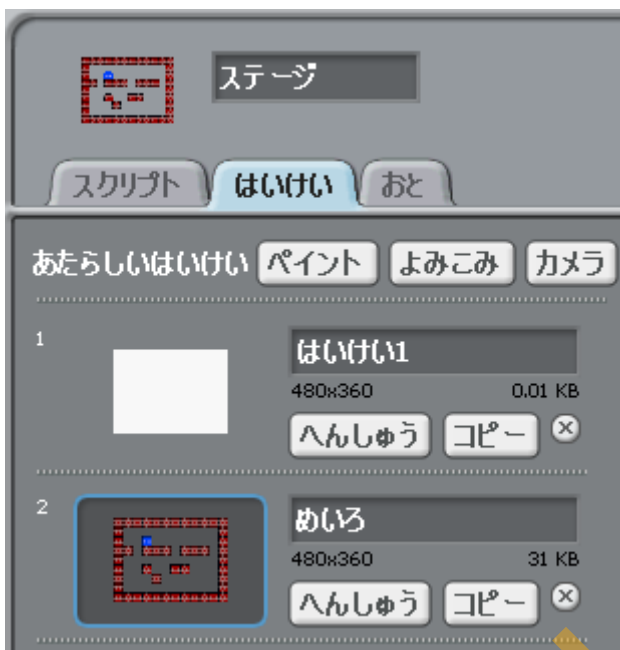 ステージ
スクリプト はいけい おと
あたらしいはいけい ペイント よみこみ カメラ
1
はいけい1
480x360 0.01 KB
へんしゅう コピー
2
めいろ
480x360 31 KB
へんしゅう コピー